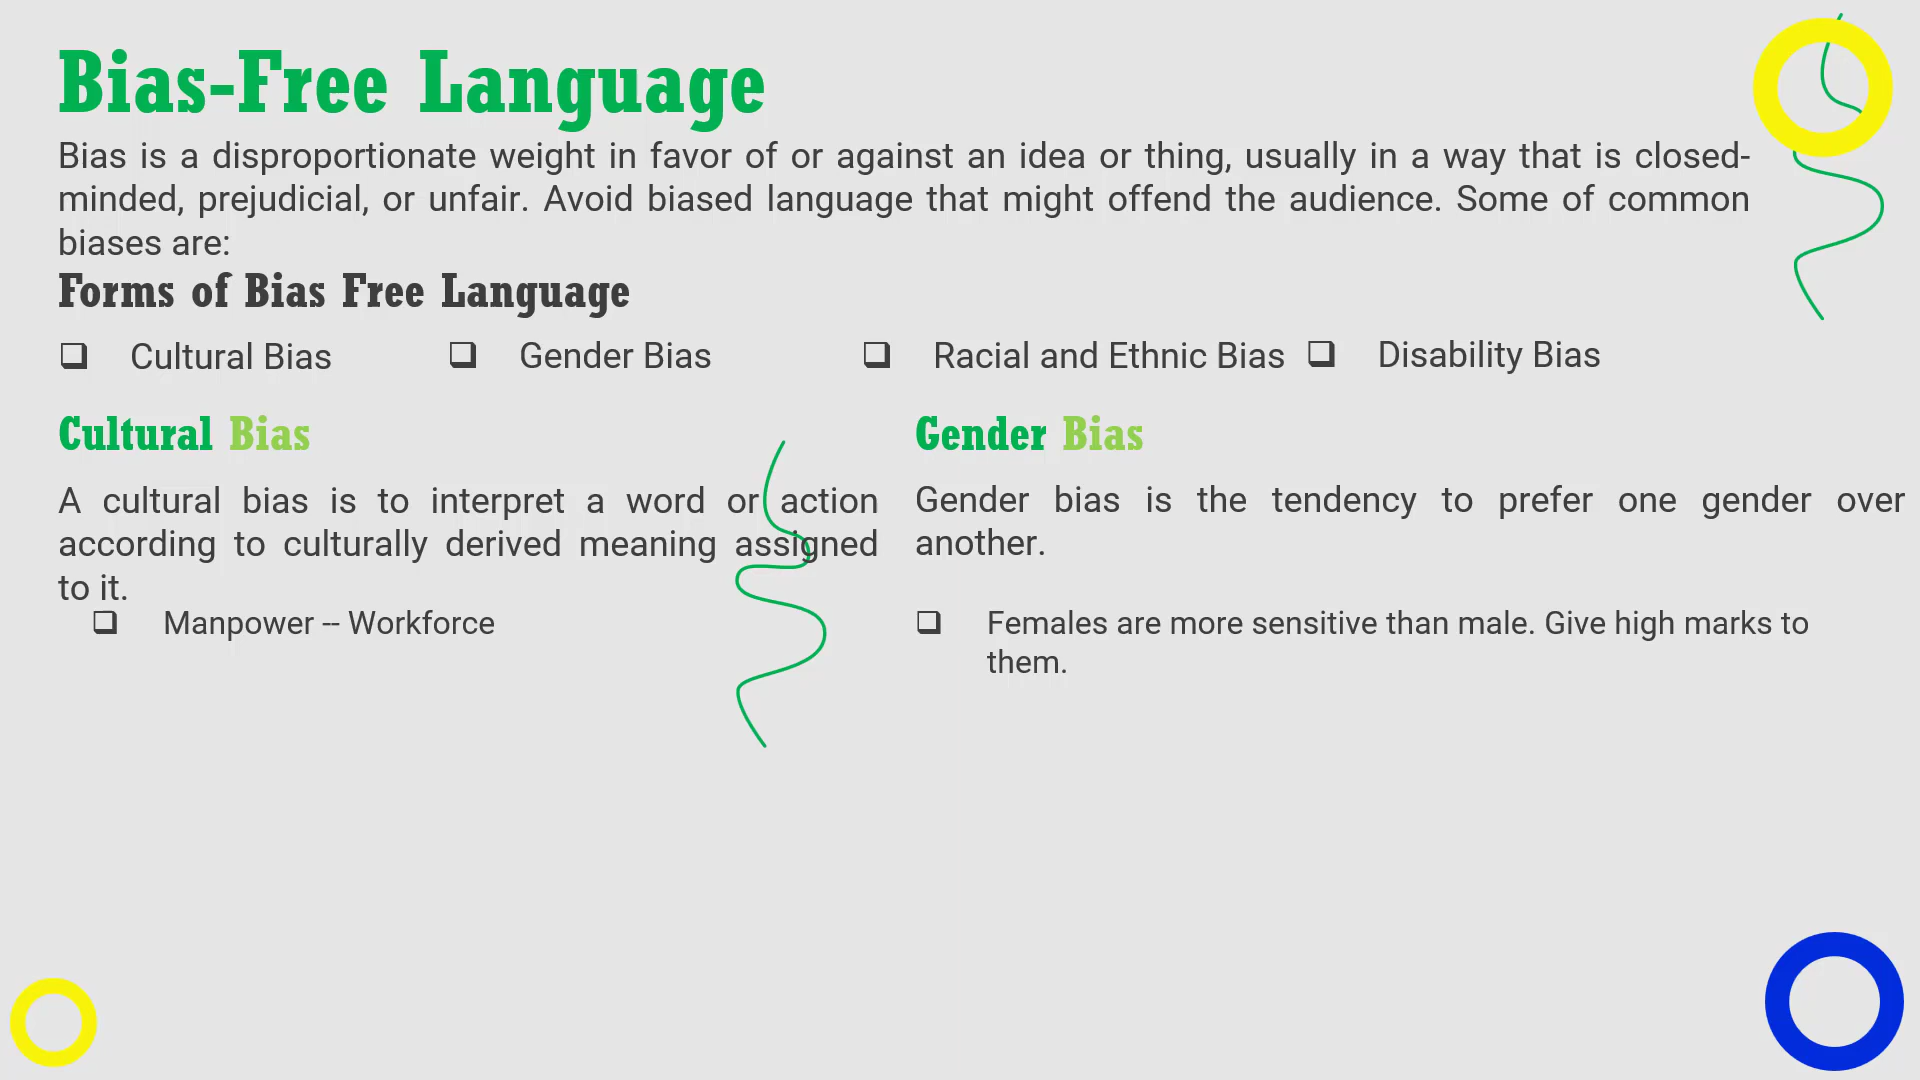 Bias-Free Language
Bias is a disproportionate weight in favor of or against an idea or thing, usually in a way that is closed-
minded, prejudicial, or unfair. Avoid biased language that might offend the audience. Some of common
biases are:
Forms of Bias Free Language
❑ Cultural Bias ❑ Gender Bias ❑ Racial and Ethnic Bias ❑ Disability Bias
Cultural Bias
A cultural bias is to interpret a word or action
according to culturally derived meaning assigned
to it.
❑ Manpower -- Workforce
Gender Bias
Gender bias is the tendency to prefer one gender over
another.
❑ Females are more sensitive than male. Give high marks to
them.